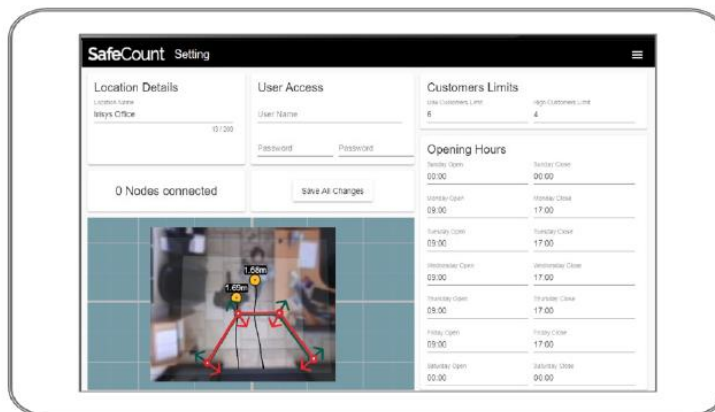 SafeCount Setting
Location Details
Location Name
Irisys Office
User Access
User Name
Password Password
0 Nodes connected
Save All Changes
1.68m
1.69m
Customers Limits
High Customers Limit
6 4
Opening Hours
Sunday Open Sunday Close
00:00 00:00
Monday Open Monday Close
09:00 17:00
Tuesday Open Tuesday Close
09:00 17:00
Wednesday Open Wednesday Close
09:00 17:00
Thursday Open Thursday Close
09:00 17:00
Friday Open Friday Close
09:00 17:00
Saturday Open Saturday Close
00:00 00:00